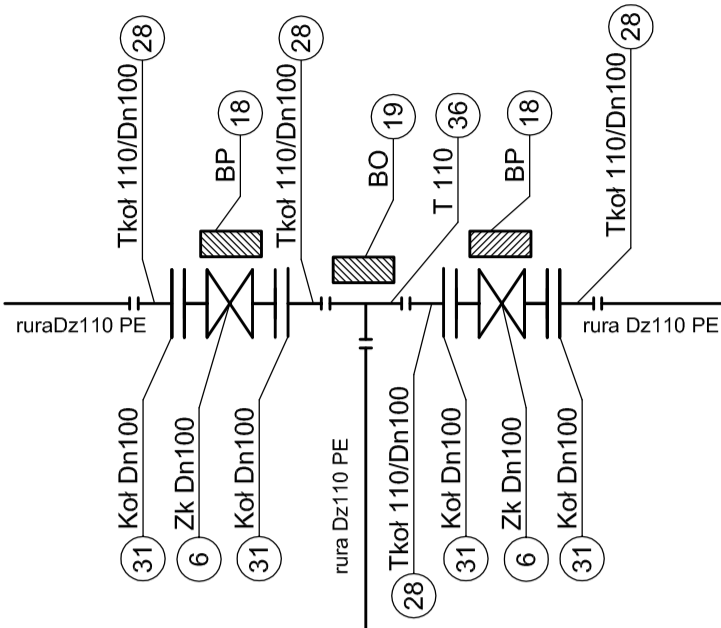 Tkoł 110/Dn100
28
BP
18
Tkoł 110/Dn100
28
BO
19
T 110
36
BP
18
Tkoł 110/Dn100
28
ruraDz110 PE
rura Dz110 PE
Koł Dn100
31
Zk Dn100
6
Koł Dn100
31
rura Dz110 PE
Tkoł 110/Dn100
28
Koł Dn100
31
Zk Dn100
6
Koł Dn100
31